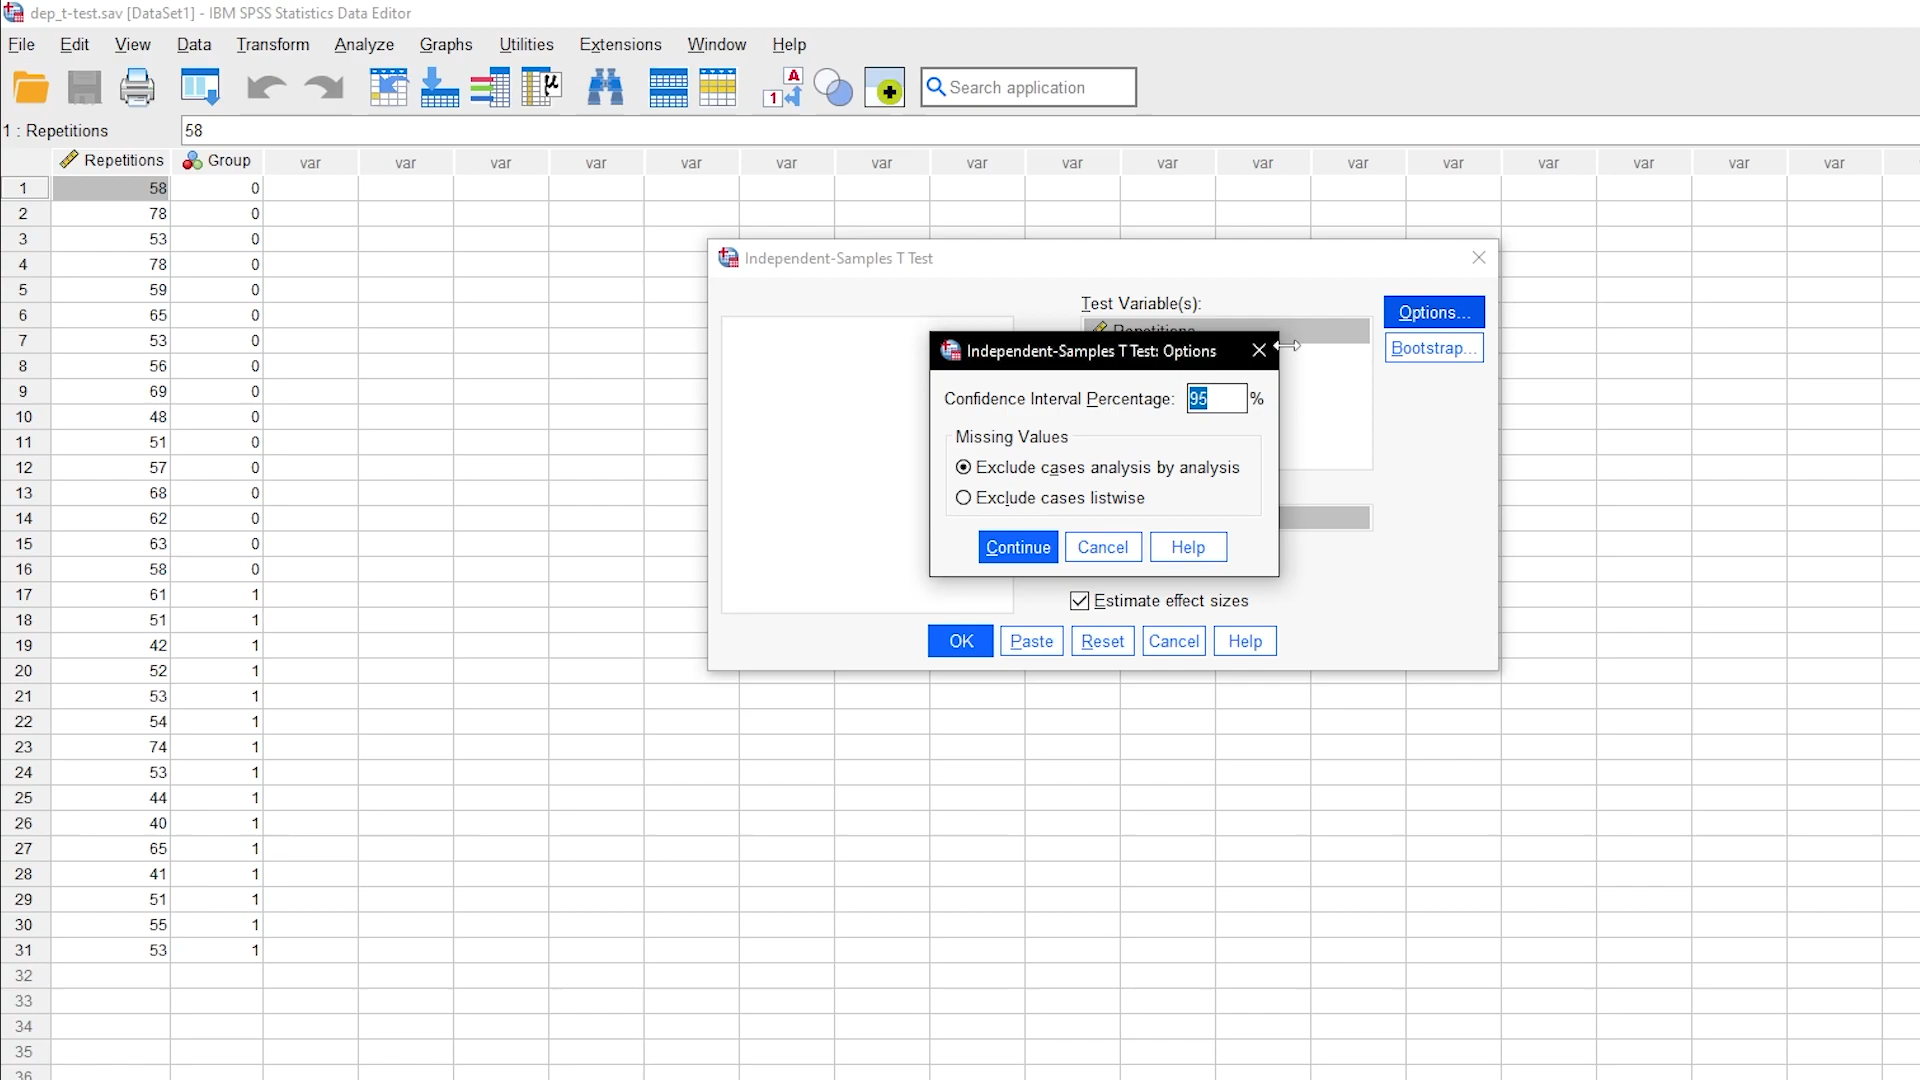 dep_t-test.sav [DataSet1] - IBM SPSS Statistics Data Editor
File Edit View Data Transform Analyze Graphs Utilities Extensions Window Help
μ A 1 Search application
1 : Repetitions 58
Repetitions Group var var var var var var var var var var var var var var var var var
1 58 0
2 78 0
3 53 0
4 78 0
5 59 0
6 65 0
7 53 0
8 56 0
9 69 0
10 48 0
11 51 0
12 57 0
13 68 0
14 62 0
15 63 0
16 58 0
17 61 1
18 51 1
19 42 1
20 52 1
21 53 1
22 54 1
23 74 1
24 53 1
25 44 1
26 40 1
27 65 1
28 41 1
29 51 1
30 55 1
31 53 1
32
33
34
35
36
Independent-Samples T Test
Test Variable(s):
Repetitions
Options...
Bootstrap...
Independent-Samples T Test: Options
Confidence Interval Percentage: 95 %
Missing Values
Exclude cases analysis by analysis
Exclude cases listwise
Continue Cancel Help
Estimate effect sizes
OK Paste Reset Cancel Help